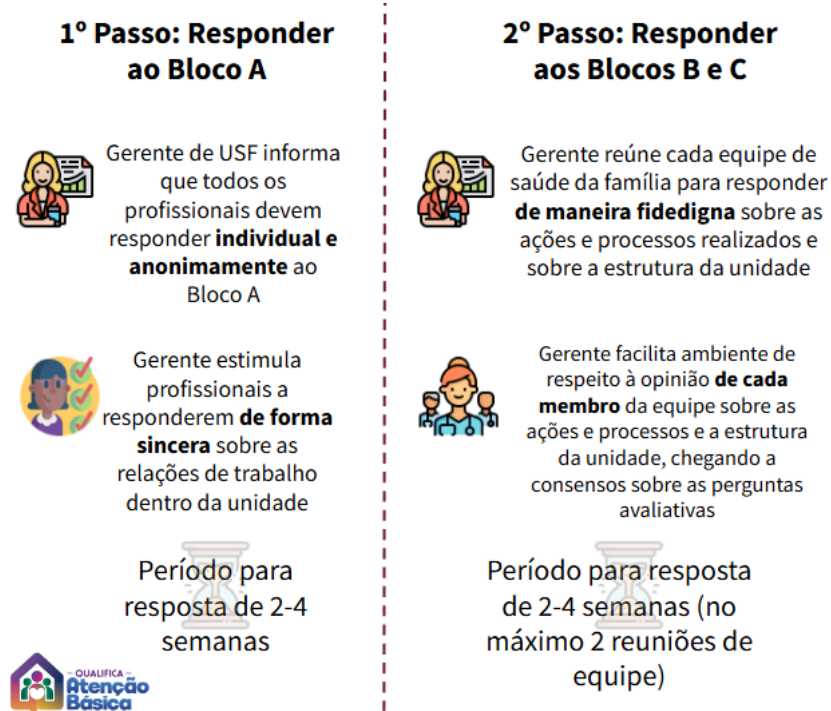 1º Passo: Responder
ao Bloco A
Gerente de USF informa
que todos os
profissionais devem
responder individual e
anonimamente ao
Bloco A
Gerente estimula
profissionais a
responderem de forma
sincera sobre as
relações de trabalho
dentro da unidade
Período para
resposta de 2-4
semanas
2º Passo: Responder
aos Blocos B e C
Gerente reúne cada equipe de
saúde da família para responder
de maneira fidedigna sobre as
ações e processos realizados e
sobre a estrutura da unidade
Gerente facilita ambiente de
respeito à opinião de cada
membro da equipe sobre as
ações e processos e a estrutura
da unidade, chegando a
consensos sobre as perguntas
avaliativas
Período para resposta
de 2-4 semanas (no
máximo 2 reuniões de
equipe)
QUALIFICA
Atenção
Básica